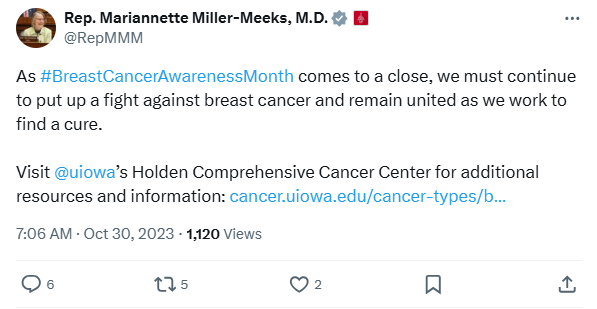 Rep. Mariannette Miller-Meeks, M.D.
@RepMMM
As #BreastCancerAwarenessMonth comes to a close, we must continue
to put up a fight against breast cancer and remain united as we work to
find a cure.
Visit @uiowa’s Holden Comprehensive Cancer Center for additional
resources and information: cancer.uiowa.edu/cancer-types/b...
7:06 AM · Oct 30, 2023 · 1,120 Views
6 5 2